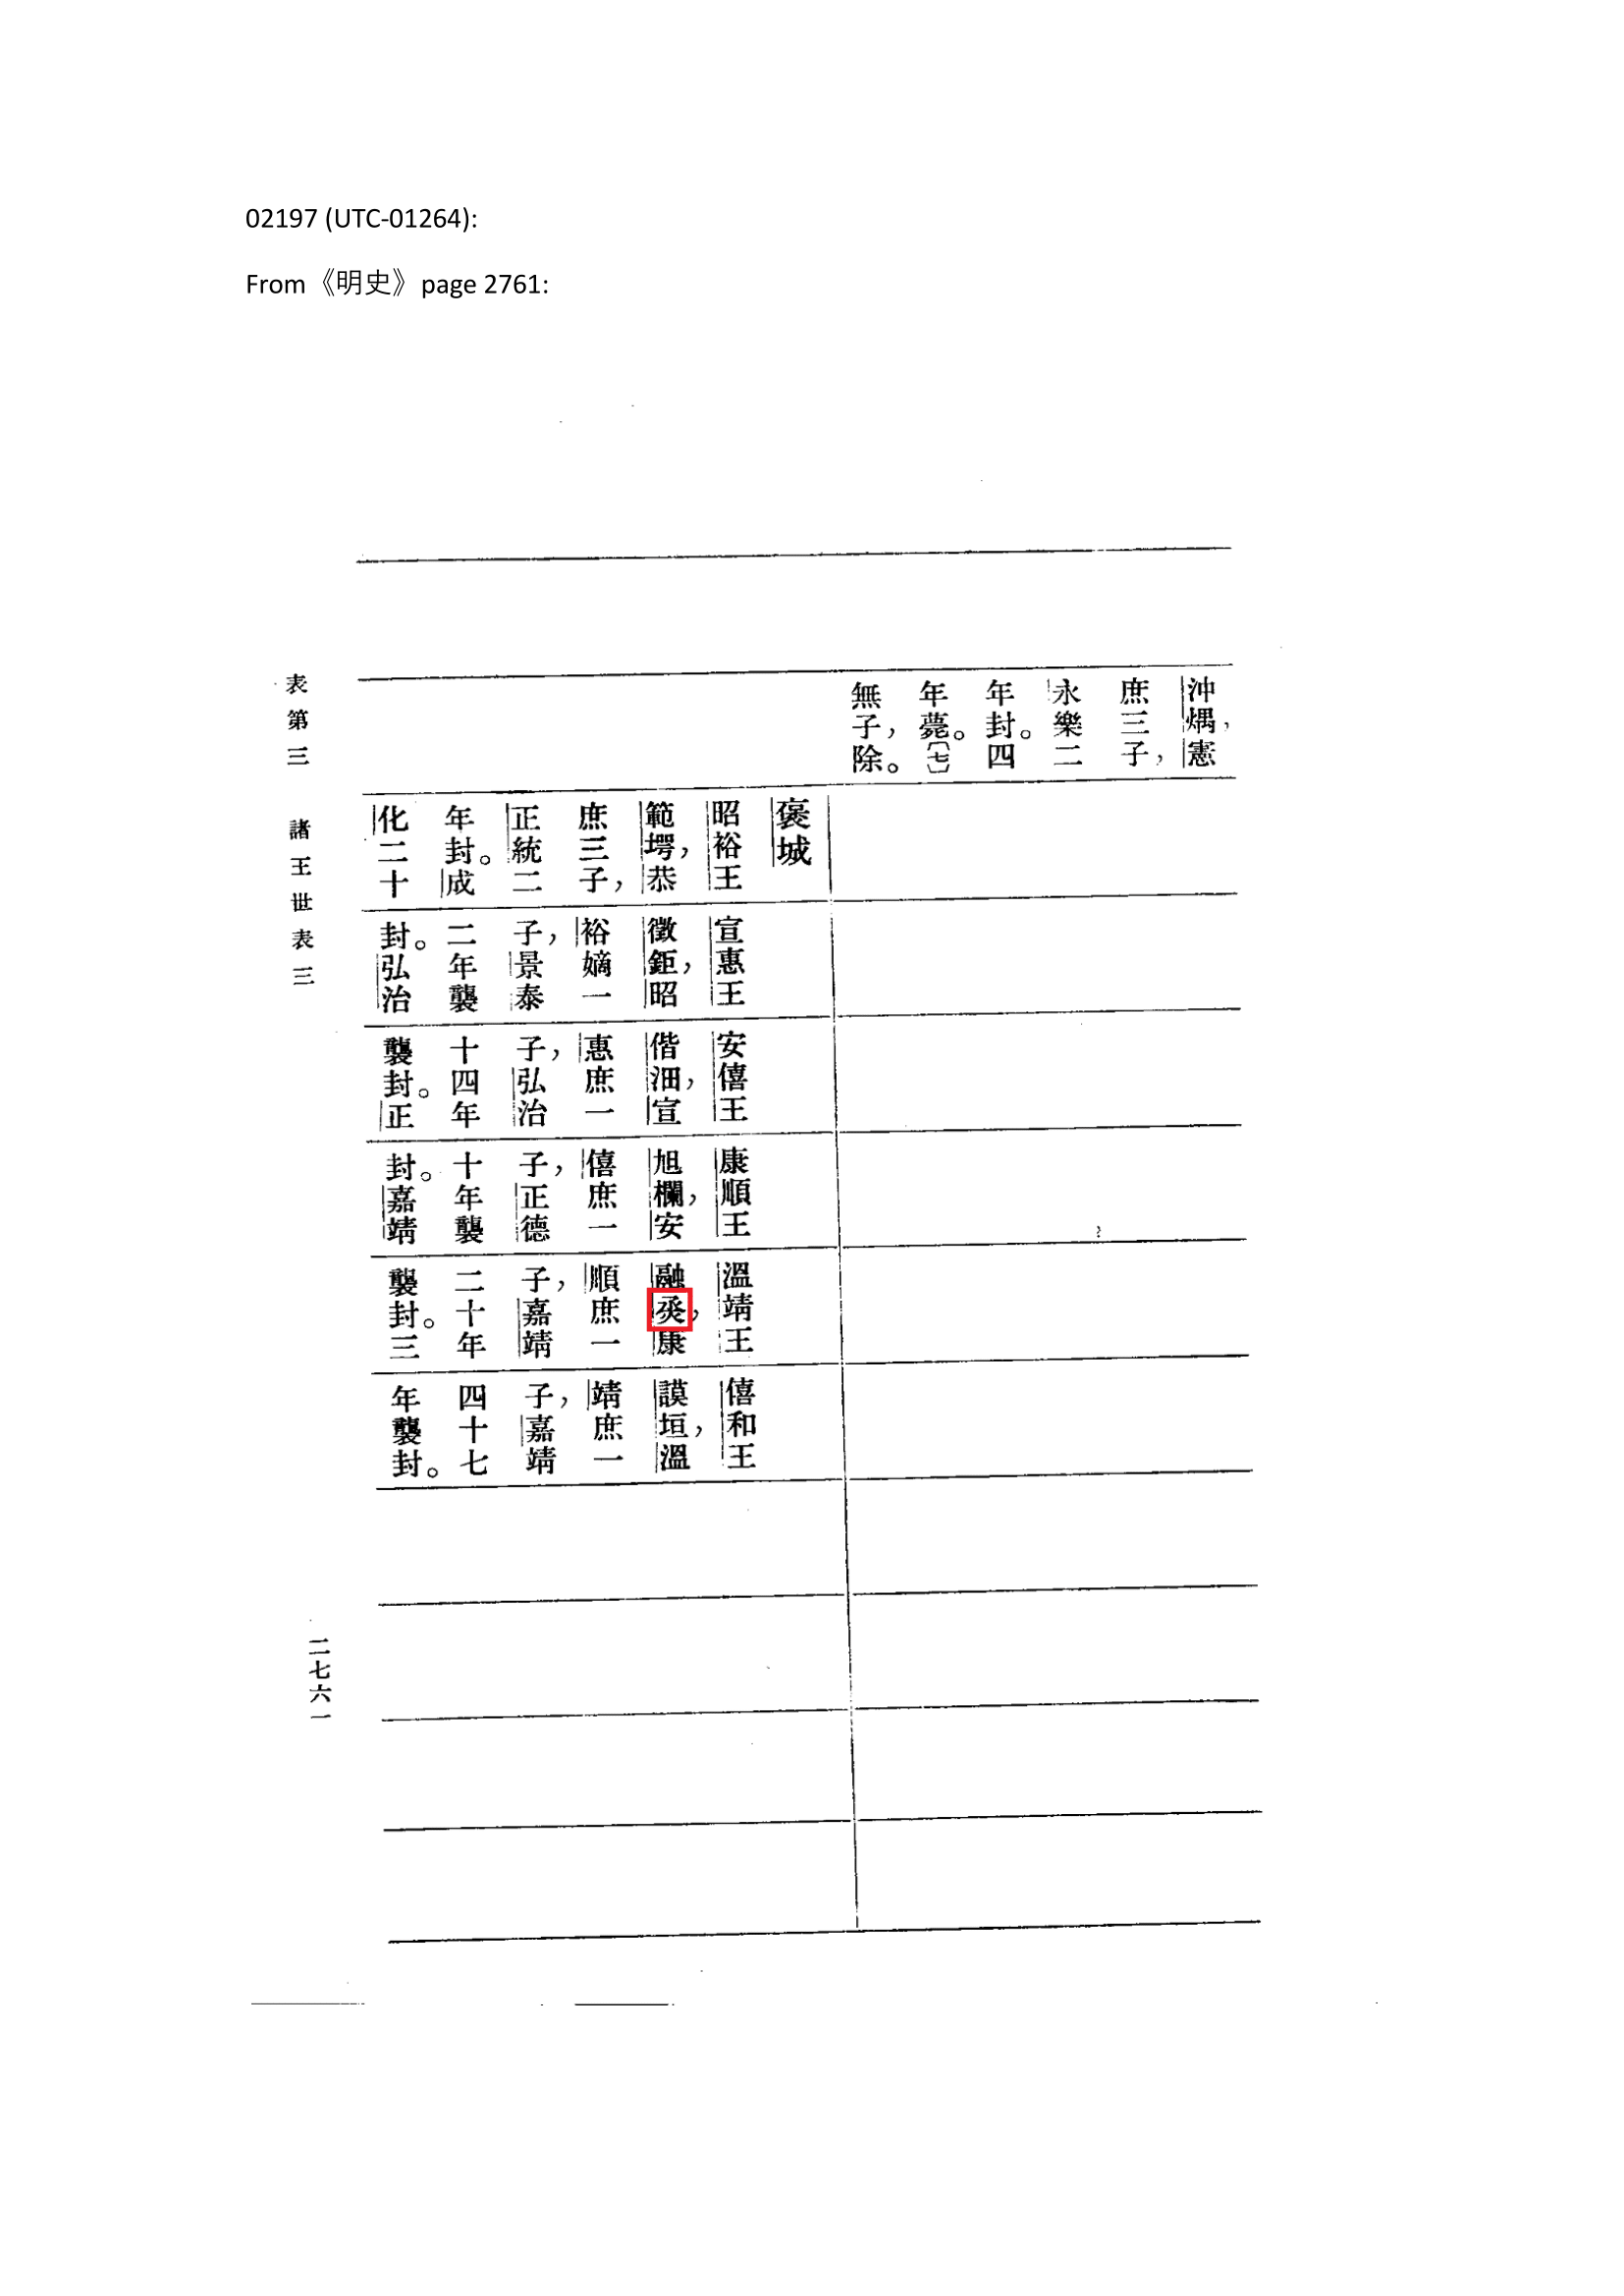 02197 (UTC-01264):
From《明史》page 2761:
沖，憲
庶三子，
永樂二
年封。四
年薨。〔七〕
無子，除。
褒城
昭裕王
範堮，恭
庶三子，
正統二
年封。成
化二十
宣惠王
徵鉅，昭
裕嫡一
子，景泰
二年襲
封。弘治
安僖王
偕沺，宣
惠庶一
子，弘治
十四年
襲封。正
康順王
旭欄，安
僖庶一
子，正德
十年襲
封。嘉靖
溫靖王
融，康
順庶一
子，嘉靖
二十年
襲封。三
僖和王
謨垣，溫
靖庶一
子，嘉靖
四十七
年襲封。
表第三　諸王世表三
二七六一